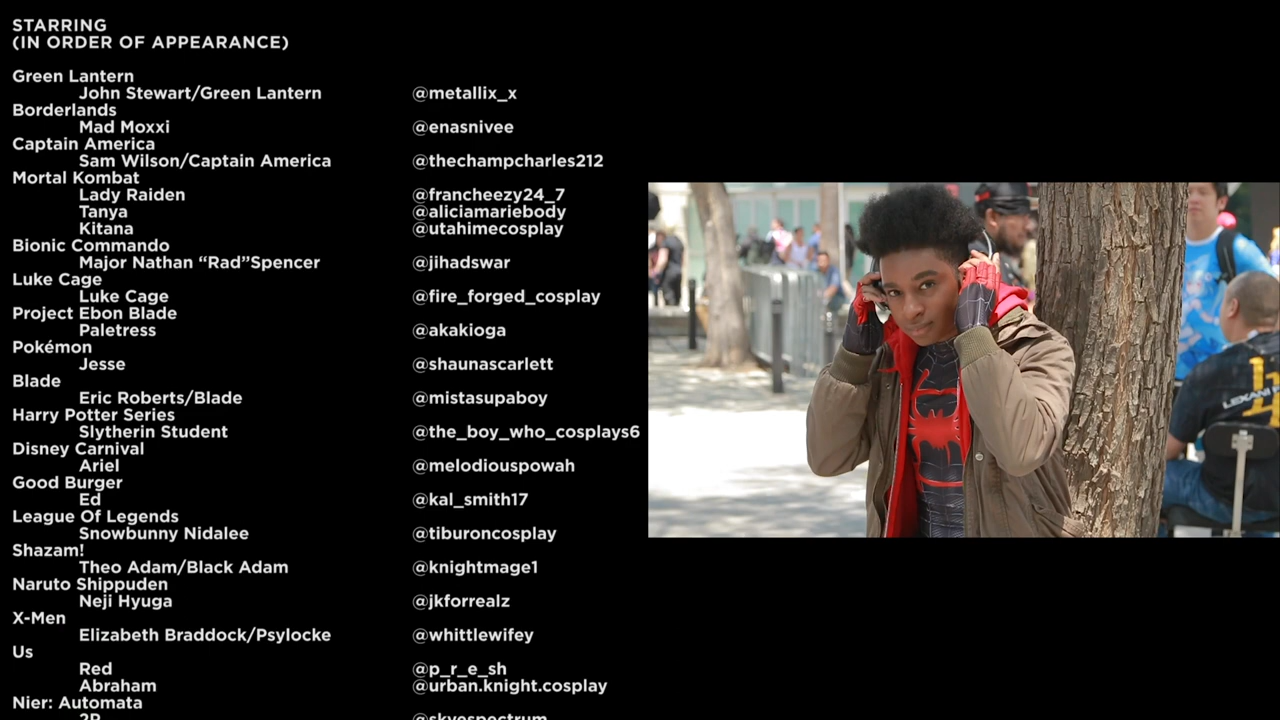 STARRING
(IN ORDER OF APPEARANCE)
Green Lantern
John Stewart/Green Lantern @metallix_x
Borderlands
Mad Moxxi @enasnivee
Captain America
Sam Wilson/Captain America @thechampcharles212
Mortal Kombat
Lady Raiden @francheezy24_7
Tanya @aliciamariebody
Kitana @utahimecosplay
Bionic Commando
Major Nathan “Rad”Spencer @jihadswar
Luke Cage
Luke Cage @fire_forged_cosplay
Project Ebon Blade
Paletress @akakioga
Pokémon
Jesse @shaunascarlett
Blade
Eric Roberts/Blade @mistasupaboy
Harry Potter Series
Slytherin Student @the_boy_who_cosplays6
Disney Carnival
Ariel @melodiouspowah
Good Burger
Ed @kal_smith17
League Of Legends
Snowbunny Nidalee @tiburoncosplay
Shazam!
Theo Adam/Black Adam @knightmage1
Naruto Shippuden
Neji Hyuga @jkforrealz
X-Men
Elizabeth Braddock/Psylocke @whittlewifey
Us
Red @p_r_e_sh
Abraham @urban.knight.cosplay
Nier: Automata
@skyespectrum